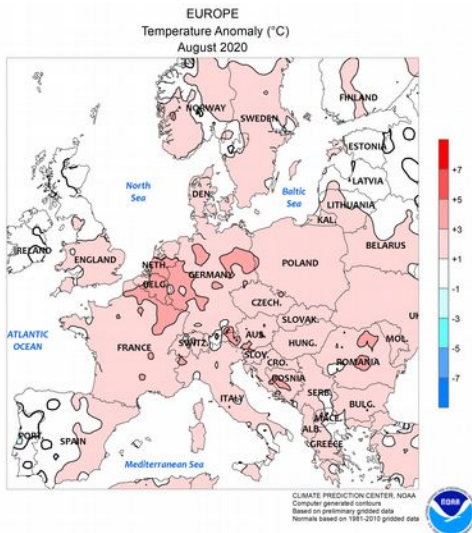 EUROPE
Temperature Anomaly (°C)
August 2020
NORWAY
FINLAND
SWEDEN
ESTONIA
North
Sea
LATVIA
DEN.
Baltic
Sea
LITHUANIA
KAL.
IRELAND
ENGLAND
BELARUS
NETH.
BELG.
GERMANY
POLAND
CZECH.
SLOVAK.
ATLANTIC
OCEAN
FRANCE
SWITZ.
AUS.
HUNG.
MOL.
SLOV.
CRO.
ROMANIA
BOSNIA
SERB.
ITALY
BULG.
PORT.
SPAIN
MACE.
ALB.
GREECE
Mediterranean Sea
+7
+5
+3
+1
-1
-3
-5
-7
CLIMATE PREDICTION CENTER, NOAA
Computer generated contours
Based on preliminary gridded data
Normals based on 1981-2010 gridded data
NOAA